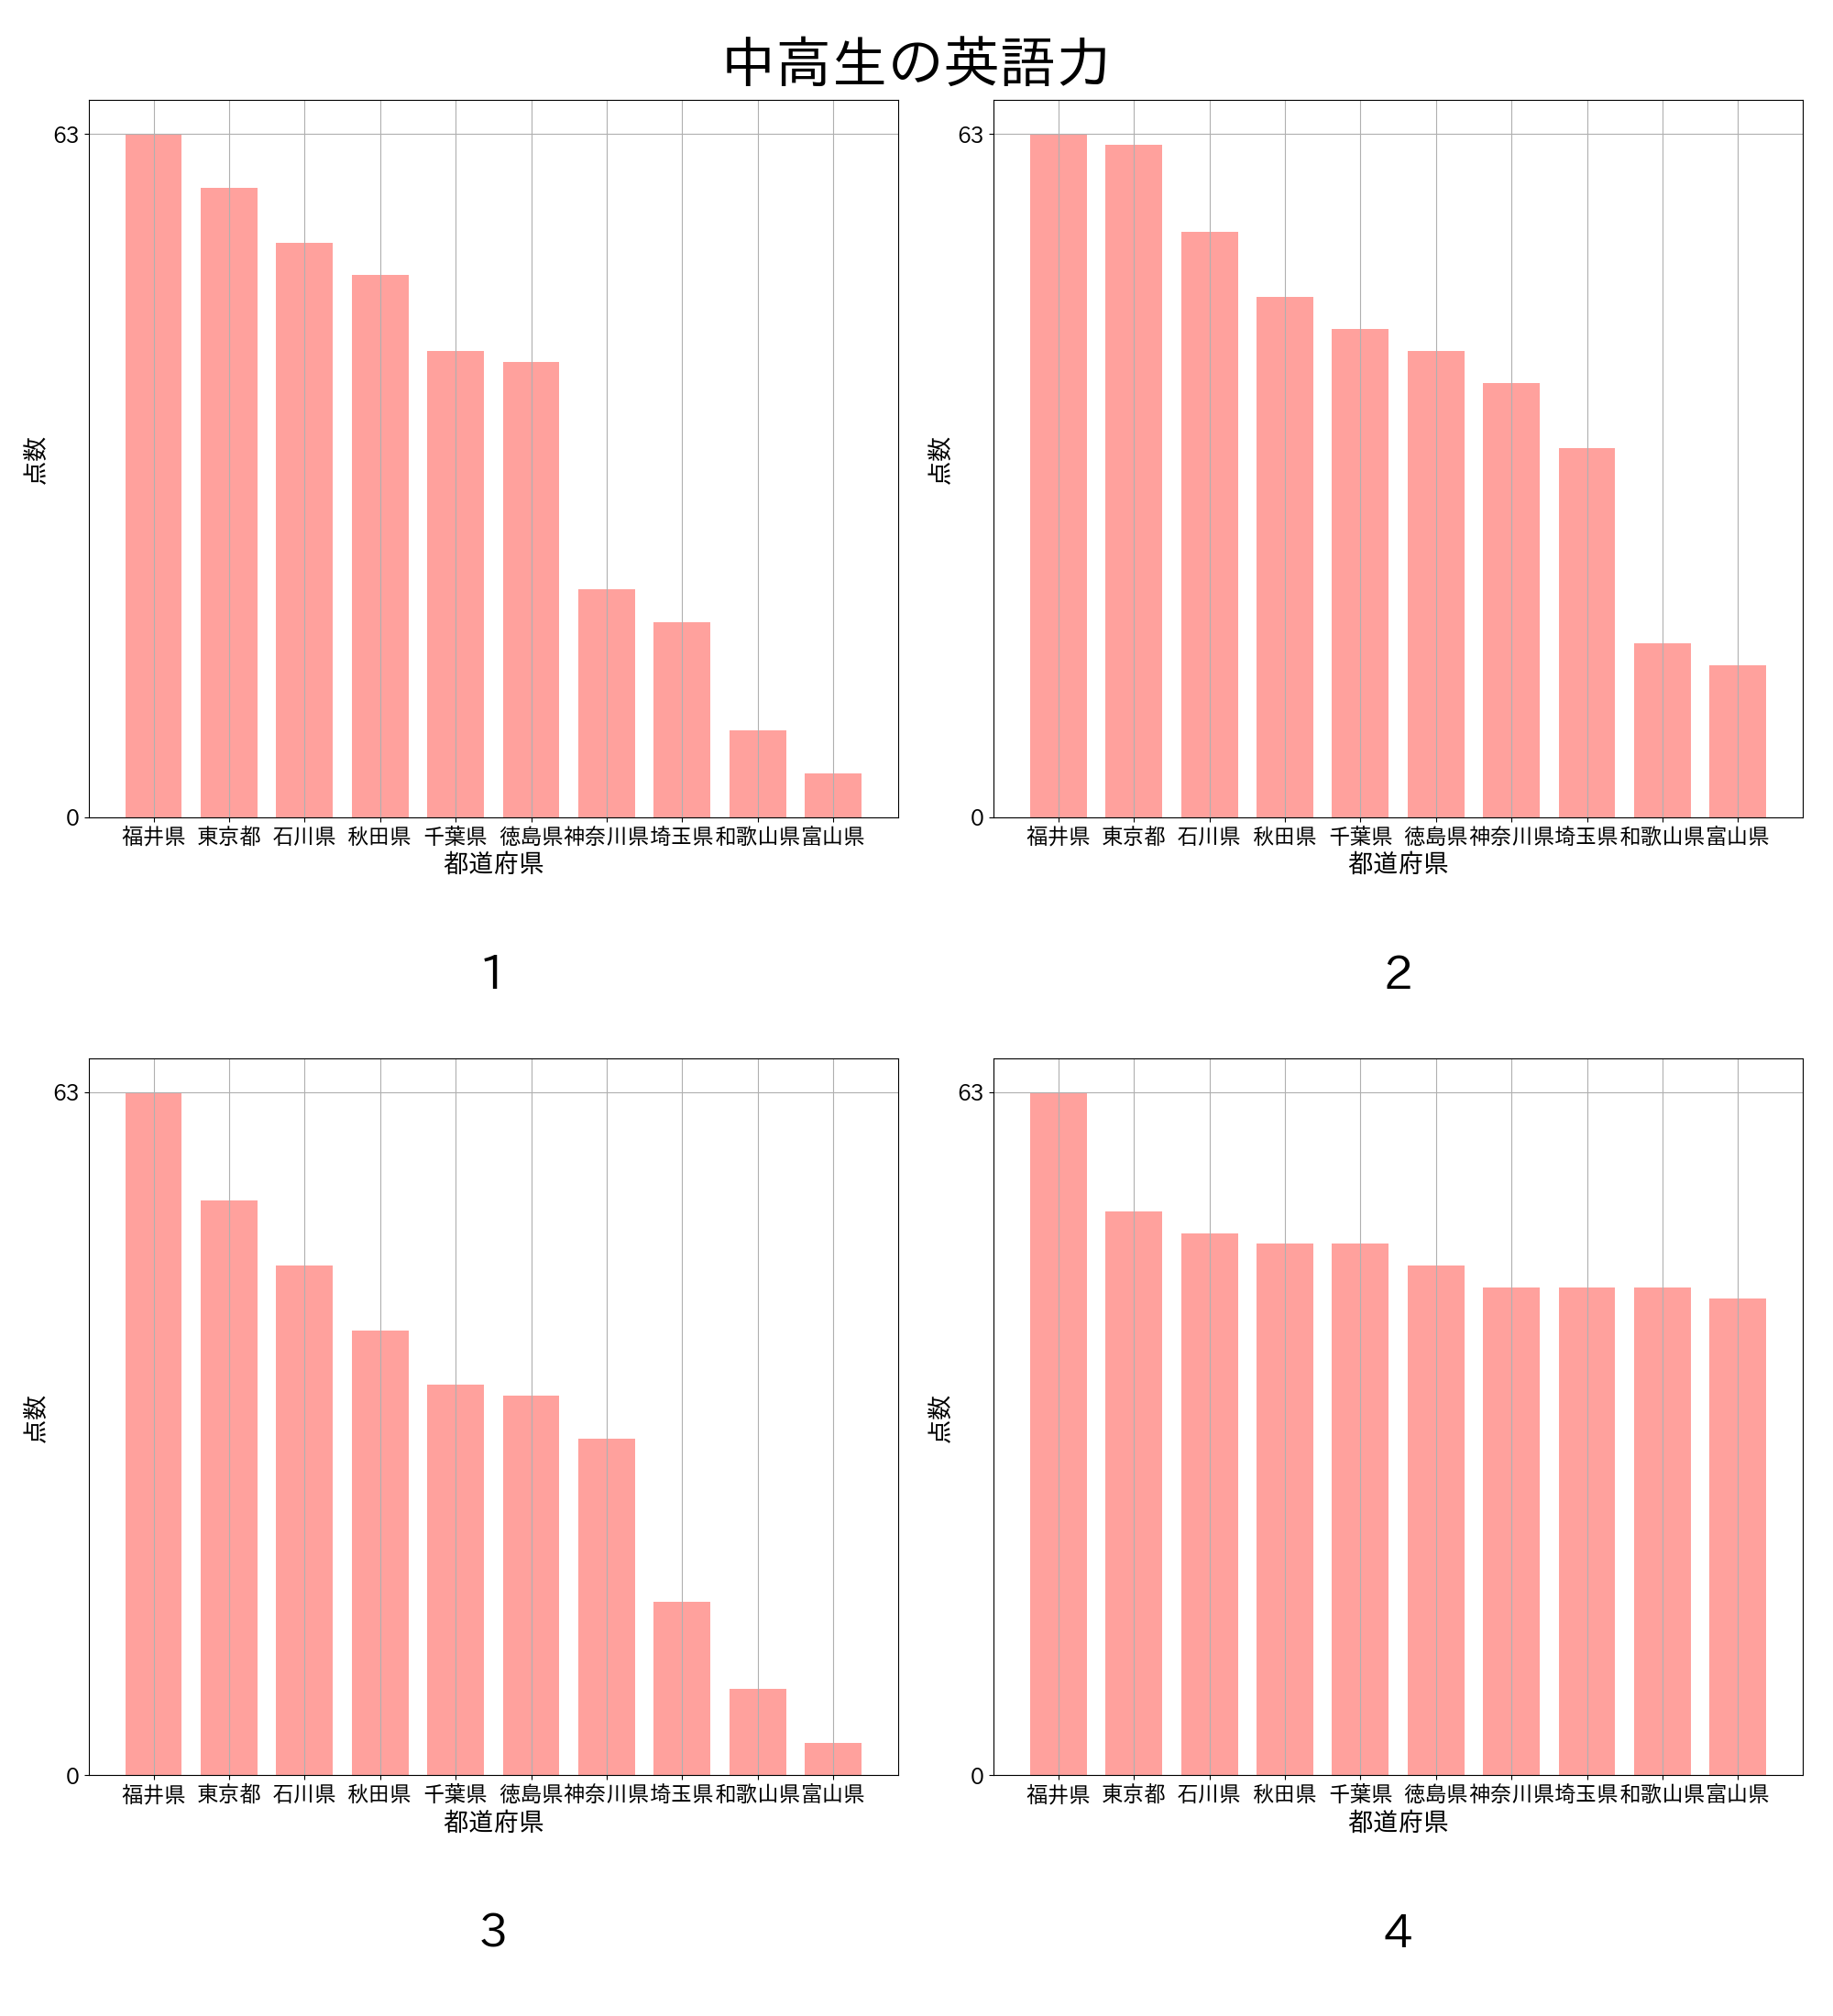 中高生の英語力
63
0
点数
福井県 東京都 石川県 秋田県 千葉県 徳島県 神奈川県 埼玉県 和歌山県 富山県
都道府県
1
63
0
点数
福井県 東京都 石川県 秋田県 千葉県 徳島県 神奈川県 埼玉県 和歌山県 富山県
都道府県
2
63
0
点数
福井県 東京都 石川県 秋田県 千葉県 徳島県 神奈川県 埼玉県 和歌山県 富山県
都道府県
3
63
0
点数
福井県 東京都 石川県 秋田県 千葉県 徳島県 神奈川県 埼玉県 和歌山県 富山県
都道府県
4